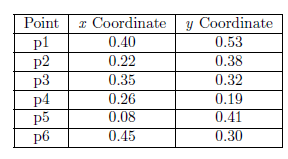 Point x Coordinate y Coordinate
p1 0.40 0.53
p2 0.22 0.38
p3 0.35 0.32
p4 0.26 0.19
p5 0.08 0.41
p6 0.45 0.30